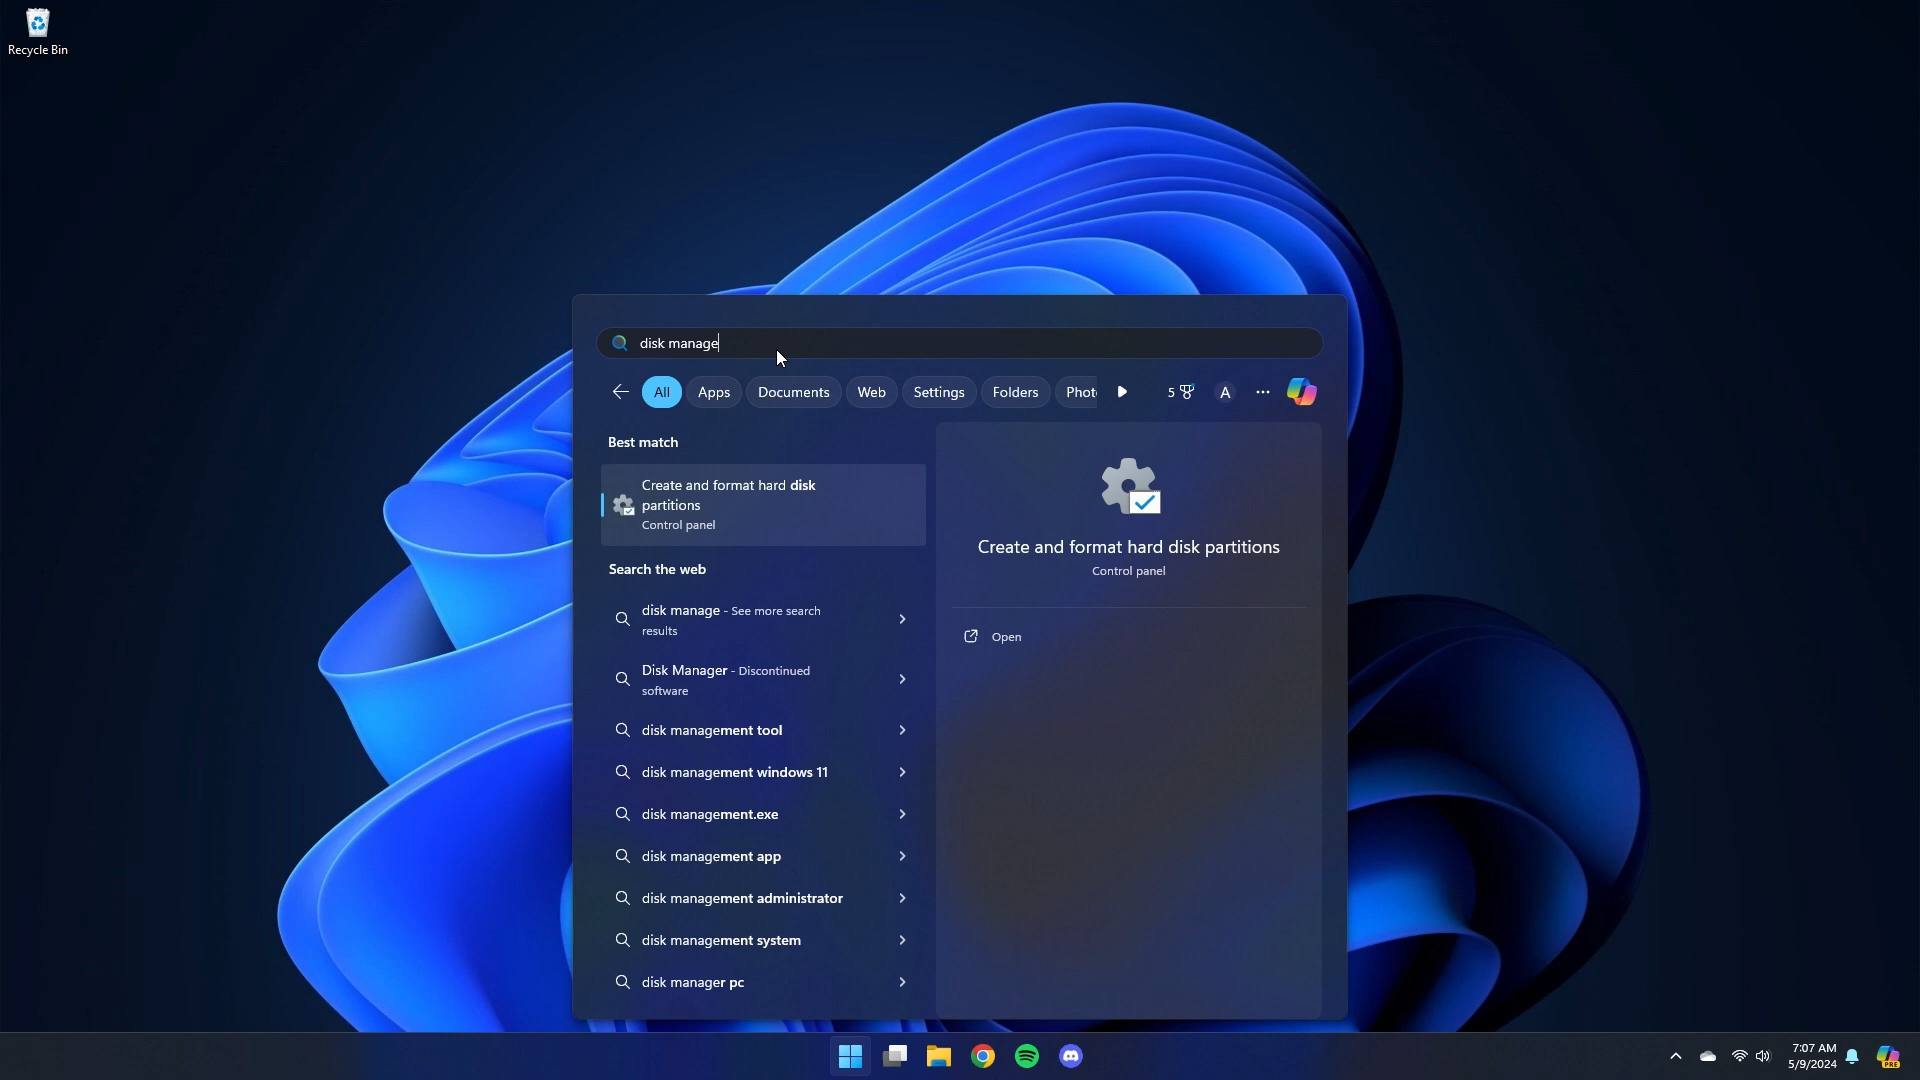 Recycle Bin
disk manage
All
Apps
Documents
Web
Settings
Folders
Phot
5
A
Best match
Create and format hard disk
partitions
Control panel
Search the web
disk manage - See more search
results
Disk Manager - Discontinued
software
disk management tool
disk management windows 11
disk management.exe
disk management app
disk management administrator
disk management system
disk manager pc
Create and format hard disk partitions
Control panel
Open
7:07 AM
5/9/2024
PRE